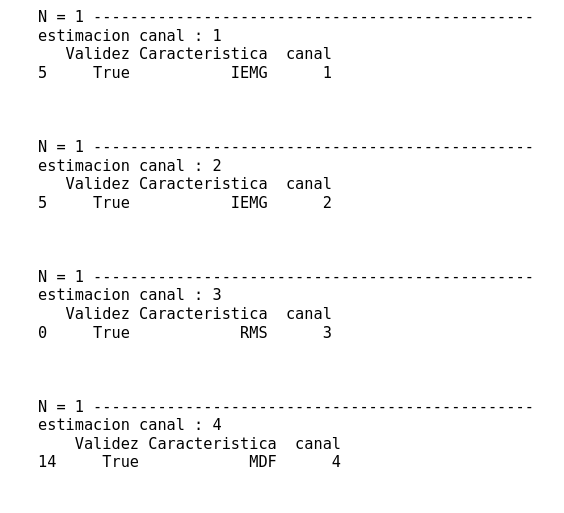 N = 1 ------------------------------------------------
estimacion canal : 1
   Validez Caracteristica  canal
5     True           IEMG      1
N = 1 ------------------------------------------------
estimacion canal : 2
   Validez Caracteristica  canal
5     True           IEMG      2
N = 1 ------------------------------------------------
estimacion canal : 3
   Validez Caracteristica  canal
0     True            RMS      3
N = 1 ------------------------------------------------
estimacion canal : 4
    Validez Caracteristica  canal
14     True            MDF      4